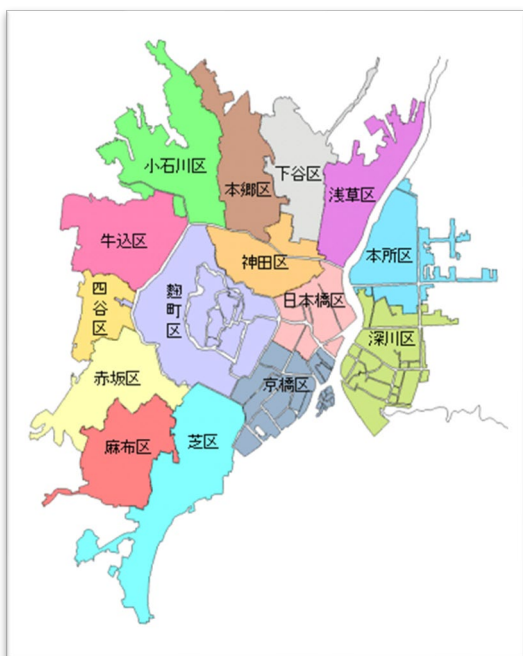 小石川区
本郷区
下谷区
浅草区
牛込区
神田区
本所区
四谷区
麴町区
日本橋区
深川区
赤坂区
京橋区
麻布区
芝区